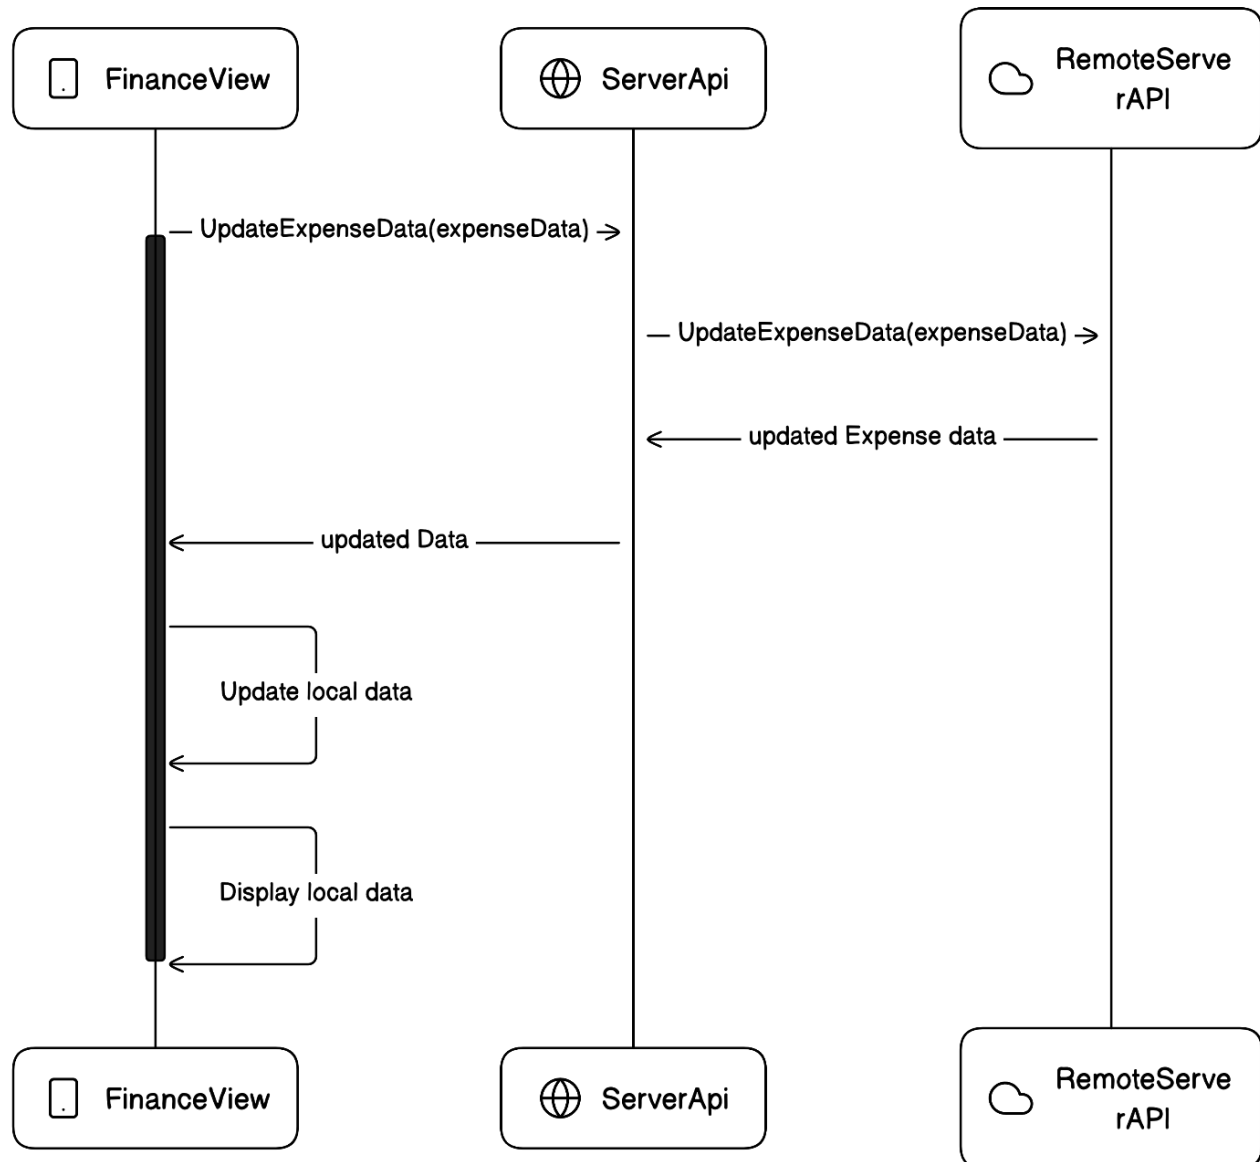 FinanceView
ServerApi
RemoteServe
rAPI
UpdateExpenseData(expenseData)
UpdateExpenseData(expenseData)
updated Expense data
updated Data
Update local data
Display local data
FinanceView
ServerApi
RemoteServe
rAPI